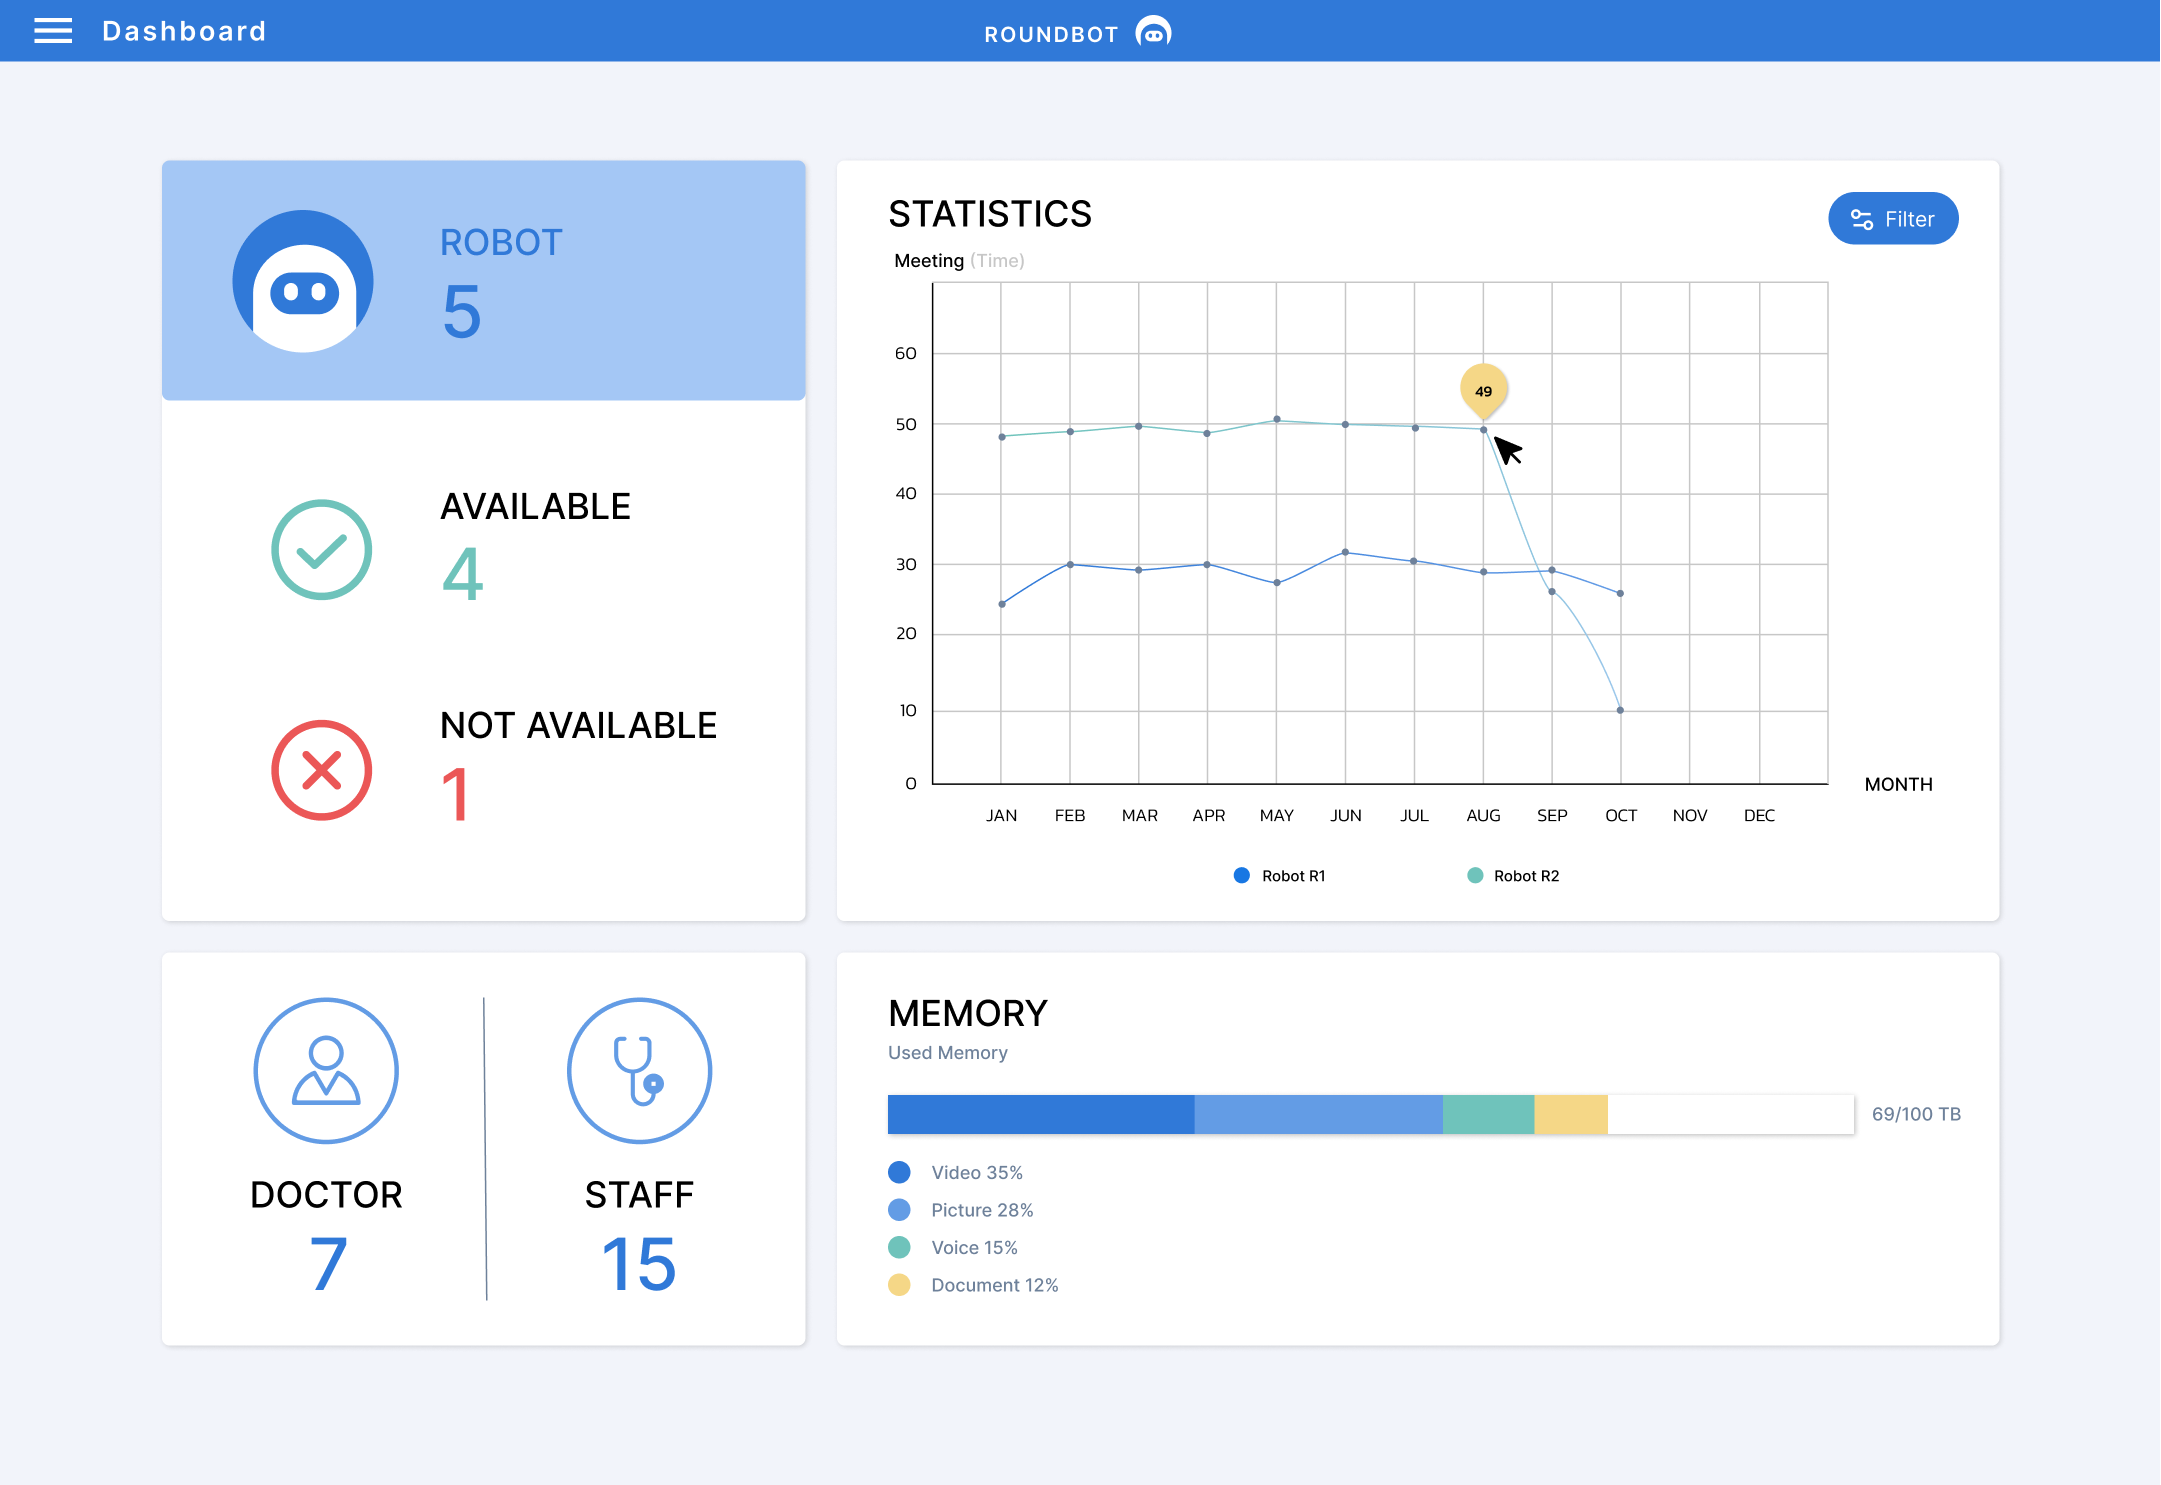 Dashboard
ROUNDBOT
ROBOT
5
AVAILABLE
4
NOT AVAILABLE
1
STATISTICS
Filter
Meeting (Time)
60
50
40
30
20
10
0
49
JAN FEB MAR APR MAY JUN JUL AUG SEP OCT NOV DEC
MONTH
Robot R1
Robot R2
DOCTOR
7
STAFF
15
MEMORY
Used Memory
69/100 TB
Video 35%
Picture 28%
Voice 15%
Document 12%